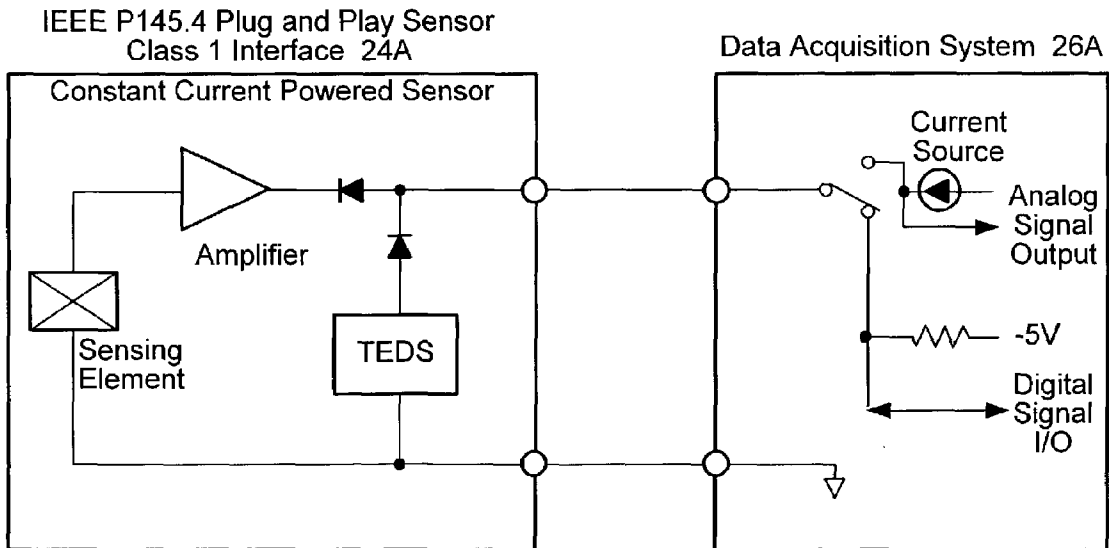 IEEE P145.4 Plug and Play Sensor
Class 1 Interface 24A
Data Acquisition System 26A
Constant Current Powered Sensor
Current
Source
Analog
Signal
Output
Amplifier
Sensing
Element
TEDS
-5V
Digital
Signal
I/O